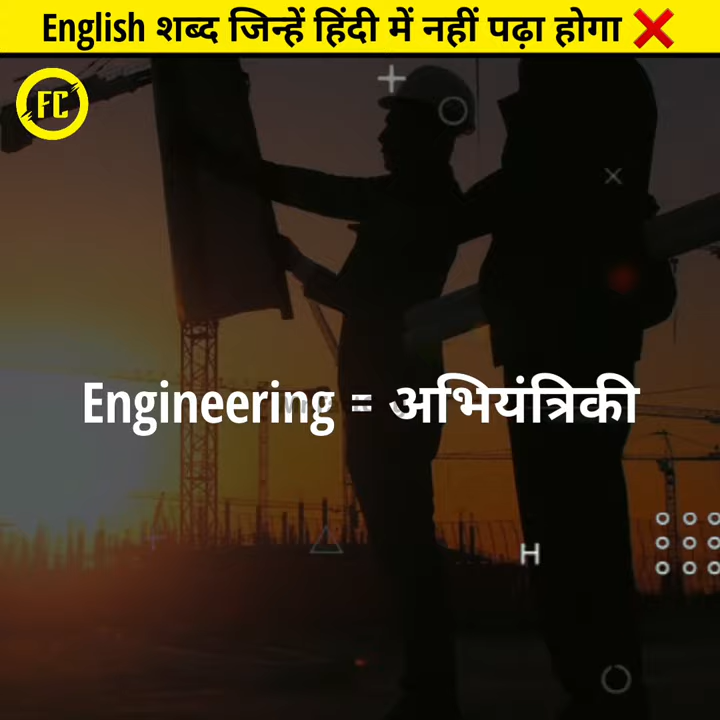 English शब्द जिन्हें हिंदी में नहीं पढ़ा होगा ❌
FC
Engineering = अभियंत्रिकी
H